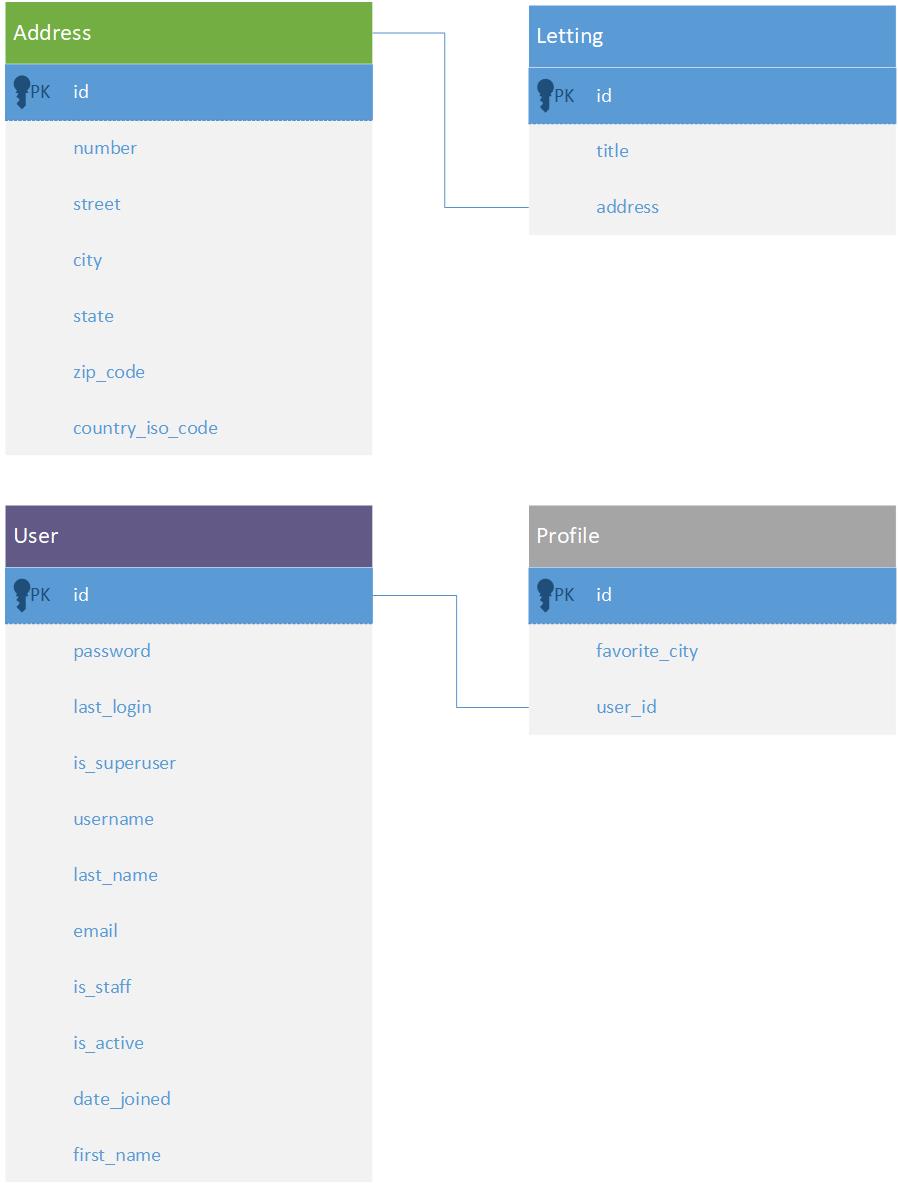 Address
PK id
number
street
city
state
zip_code
country_iso_code
Letting
PK id
title
address
User
PK id
password
last_login
is_superuser
username
last_name
email
is_staff
is_active
date_joined
first_name
Profile
PK id
favorite_city
user_id